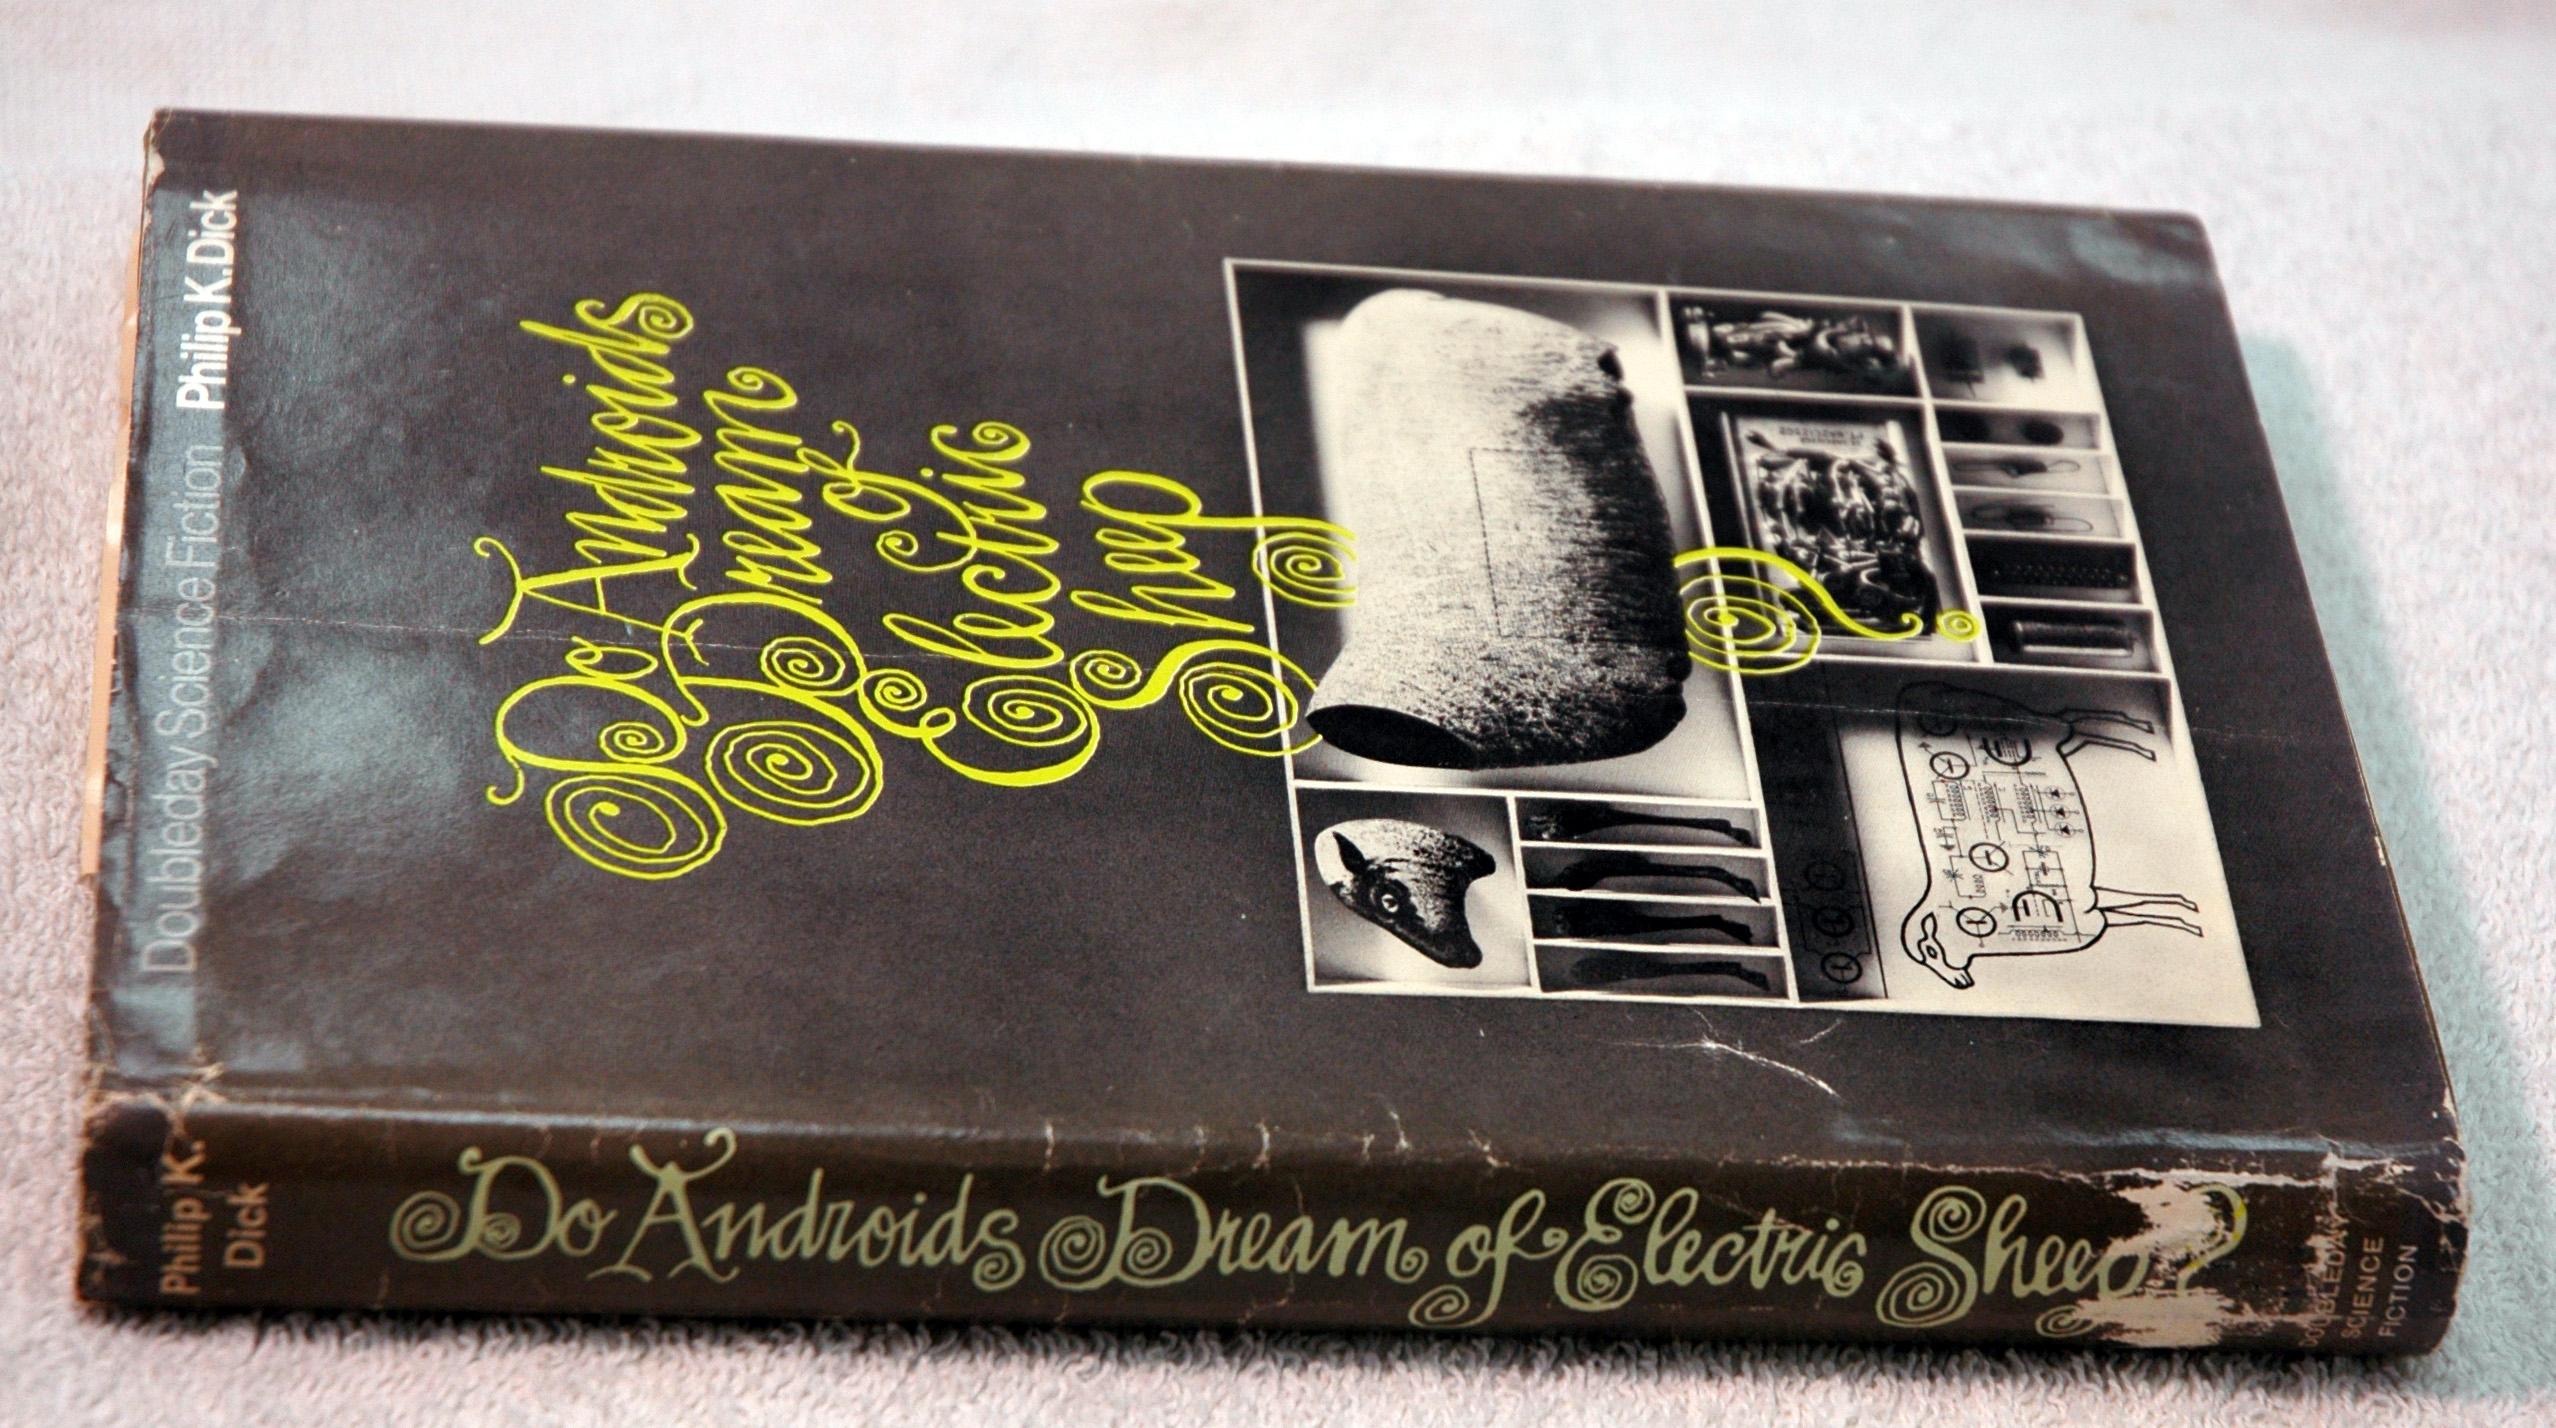 Doubleday Science Fiction Philip K. Dick
Do Androids
Dream
of
Electric
Sheep
?
Philip K.
Dick
Do Androids Dream of Electric Sheep?
DOUBLEDAY
SCIENCE
FICTION